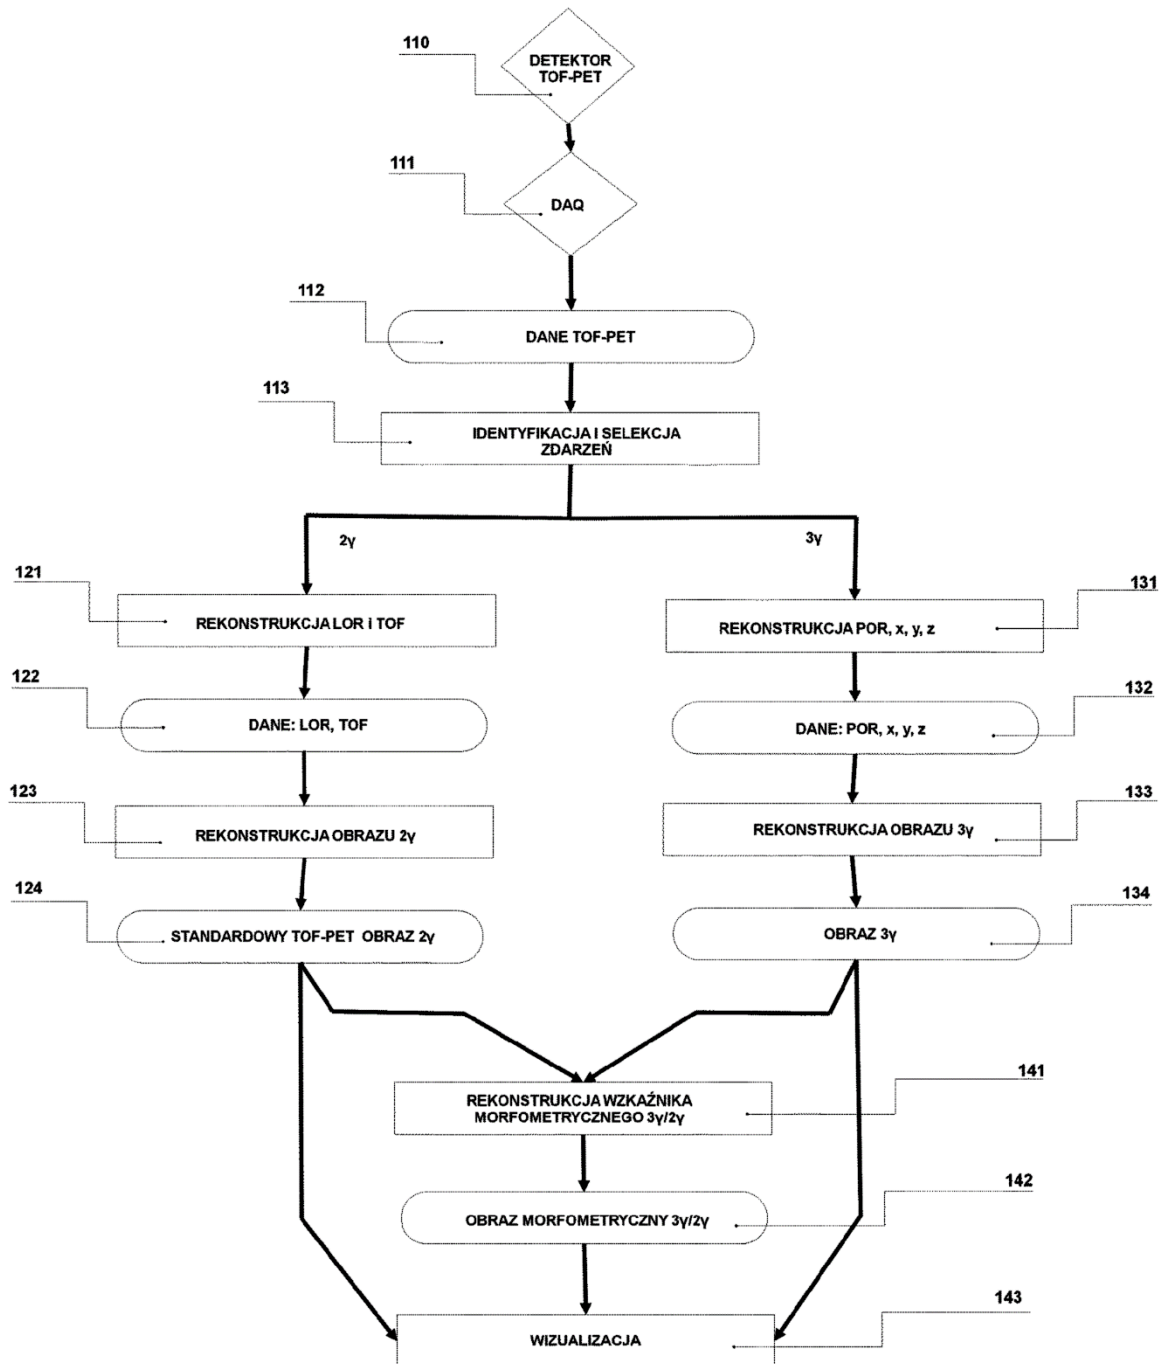 110
DETEKTOR
TOF-PET
111
DAQ
112
DANE TOF-PET
113
IDENTYFIKACJA I SELEKCJA
ZDARZEŃ
2γ
3γ
121
REKONSTRUKCJA LOR i TOF
131
REKONSTRUKCJA POR, x, y, z
122
DANE: LOR, TOF
132
DANE: POR, x, y, z
123
REKONSTRUKCJA OBRAZU 2γ
133
REKONSTRUKCJA OBRAZU 3γ
124
STANDARDOWY TOF-PET OBRAZ 2γ
134
OBRAZ 3γ
141
REKONSTRUKCJA WZKAŹNIKA
MORFOMETRYCZNEGO 3γ/2γ
142
OBRAZ MORFOMETRYCZNY 3γ/2γ
143
WIZUALIZACJA